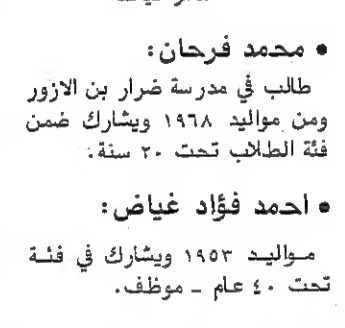 • محمد فرحان:
طالب في مدرسة ضرار بن الازور
ومن مواليد ١٩٦٨ ويشارك ضمن
فئة الطلاب تحت ٢٠ سنة.
• احمد فؤاد غياض:
مواليد ١٩٥٣ ويشارك في فئة
تحت ٤٠ عام - موظف.